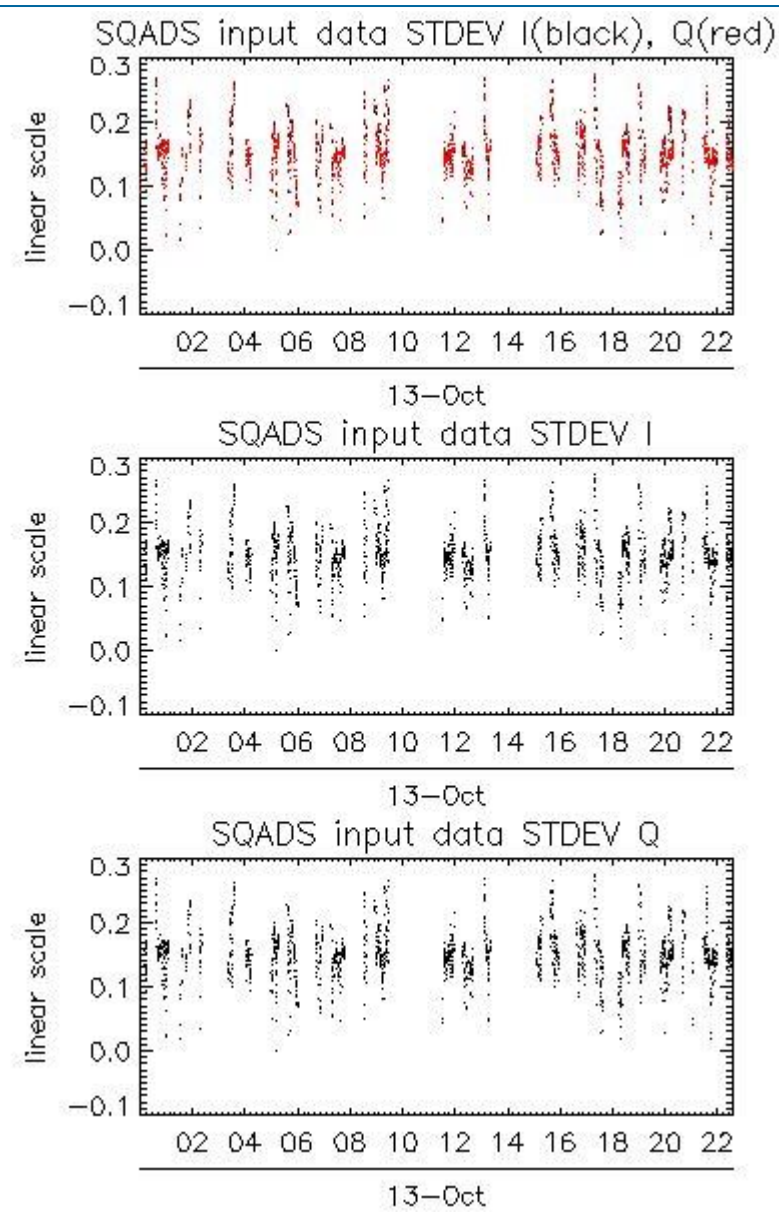 SQADS input data STDEV I(black), Q(red)
0.3
0.2
0.1
0.0
−0.1
linear scale
02 04 06 08 10 12 14 16 18 20 22
13−Oct
SQADS input data STDEV I
0.3
0.2
0.1
0.0
−0.1
linear scale
02 04 06 08 10 12 14 16 18 20 22
13−Oct
SQADS input data STDEV Q
0.3
0.2
0.1
0.0
−0.1
linear scale
02 04 06 08 10 12 14 16 18 20 22
13−Oct